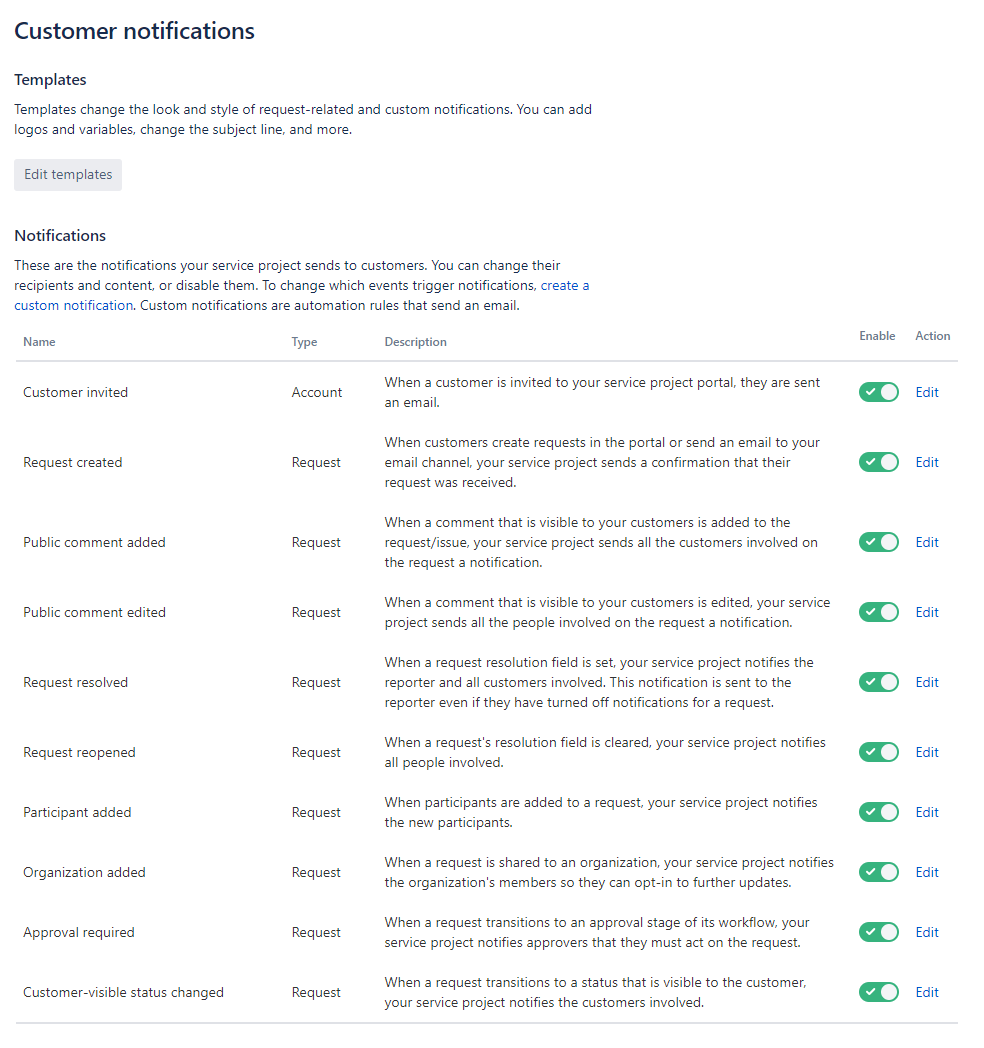 Customer notifications
Templates
Templates change the look and style of request-related and custom notifications. You can add
logos and variables, change the subject line, and more.
Edit templates
Notifications
These are the notifications your service project sends to customers. You can change their
recipients and content, or disable them. To change which events trigger notifications, create a
custom notification. Custom notifications are automation rules that send an email.
Name Type Description Enable Action
Customer invited Account When a customer is invited to your service project portal, they are sent
an email. Edit
Request created Request When customers create requests in the portal or send an email to your
email channel, your service project sends a confirmation that their
request was received. Edit
Public comment added Request When a comment that is visible to your customers is added to the
request/issue, your service project sends all the customers involved on
the request a notification. Edit
Public comment edited Request When a comment that is visible to your customers is edited, your service
project sends all the people involved on the request a notification. Edit
Request resolved Request When a request resolution field is set, your service project notifies the
reporter and all customers involved. This notification is sent to the
reporter even if they have turned off notifications for a request. Edit
Request reopened Request When a request's resolution field is cleared, your service project notifies
all people involved. Edit
Participant added Request When participants are added to a request, your service project notifies
the new participants. Edit
Organization added Request When a request is shared to an organization, your service project notifies
the organization's members so they can opt-in to further updates. Edit
Approval required Request When a request transitions to an approval stage of its workflow, your
service project notifies approvers that they must act on the request. Edit
Customer-visible status changed Request When a request transitions to a status that is visible to the customer,
your service project notifies the customers involved. Edit